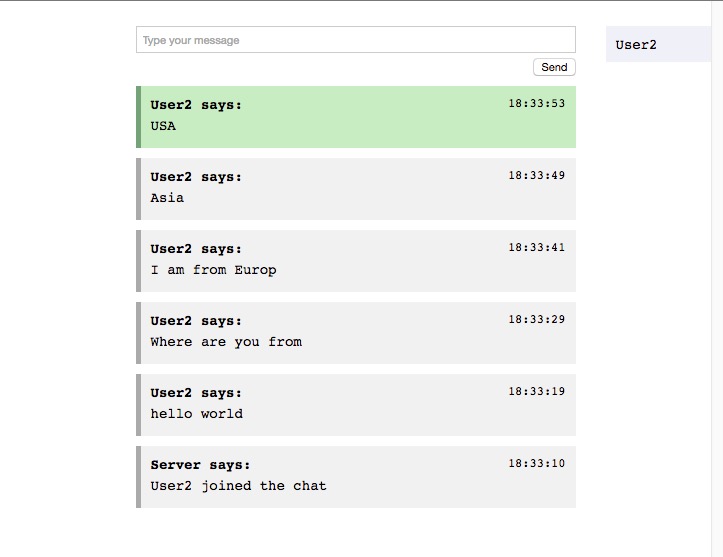 Type your message
User2
Send
User2 says:
18:33:53
USA
User2 says:
18:33:49
Asia
User2 says:
18:33:41
I am from Europ
User2 says:
18:33:29
Where are you from
User2 says:
18:33:19
hello world
Server says:
18:33:10
User2 joined the chat